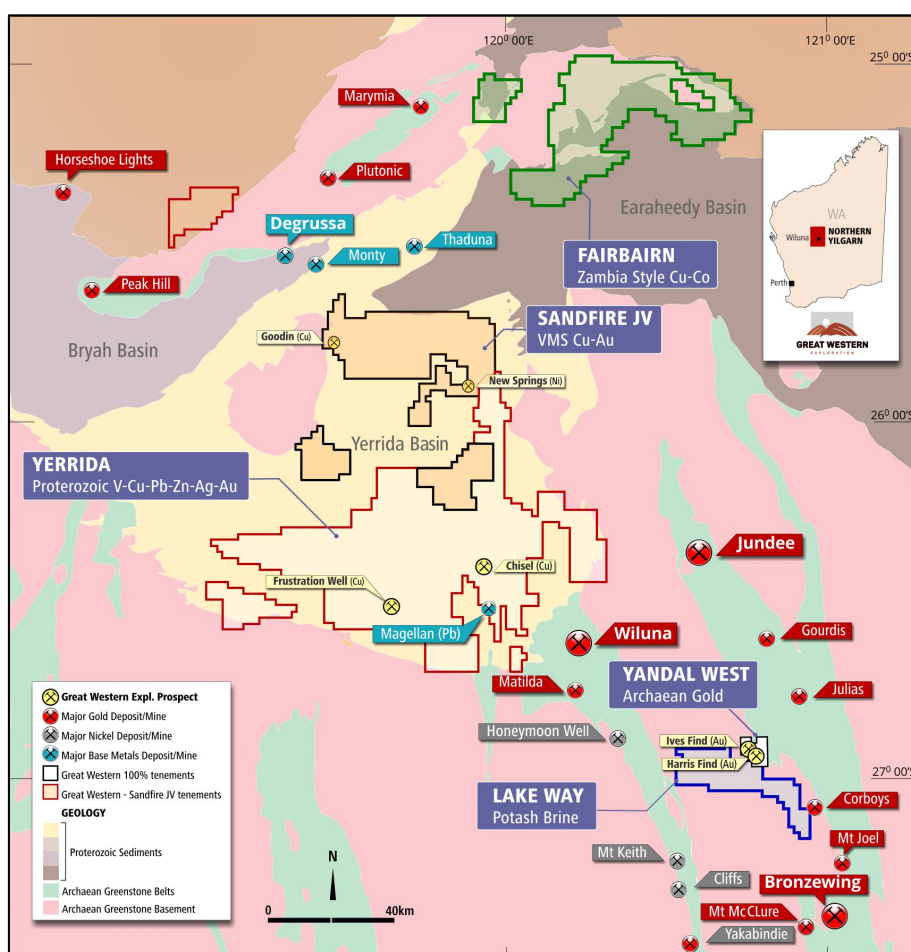 120⁰ 00'E
121⁰ 00'E
25⁰ 00'S
Marymia
Horseshoe Lights
Plutonic
Earaheedy Basin
WA
Wiluna
NORTHERN
YILGARN
Perth
GREAT WESTERN
EXPLORATION
Degrussa
Thaduna
Monty
FAIRBAIRN
Zambia Style Cu-Co
Peak Hill
Bryah Basin
SANDFIRE JV
VMS Cu-Au
Goodin (Cu)
New Springs (Ni)
26⁰ 00'S
Yerrida Basin
YERRIDA
Proterozoic V-Cu-Pb-Zn-Ag-Au
Jundee
Chisel (Cu)
Frustration Well (Cu)
Magellan (Pb)
Wiluna
Gourdis
YANDAL WEST
Archaean Gold
Matilda
Julias
Honeymoon Well
Ives Find (Au)
Harris Find (Au)
27⁰ 00'S
LAKE WAY
Potash Brine
Corboys
Mt Joel
Mt Keith
Cliffs
Bronzewing
Mt McCLure
Yakabindie
Great Western Expl. Prospect
Major Gold Deposit/Mine
Major Nickel Deposit/Mine
Major Base Metals Deposit/Mine
Great Western 100% tenements
Great Western - Sandfire JV tenements
GEOLOGY
Proterozoic Sediments
Archaean Greenstone Belts
Archaean Greenstone Basement
N
0
40km